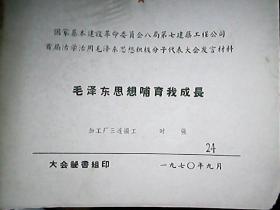 国家基本建设革命委员会八局第七建筑工程公司
首届活学活用毛泽东思想积极分子代表大会发言材料
毛泽东思想哺育我成長
加工厂三连
24
大会秘書组印 一九七〇年九月